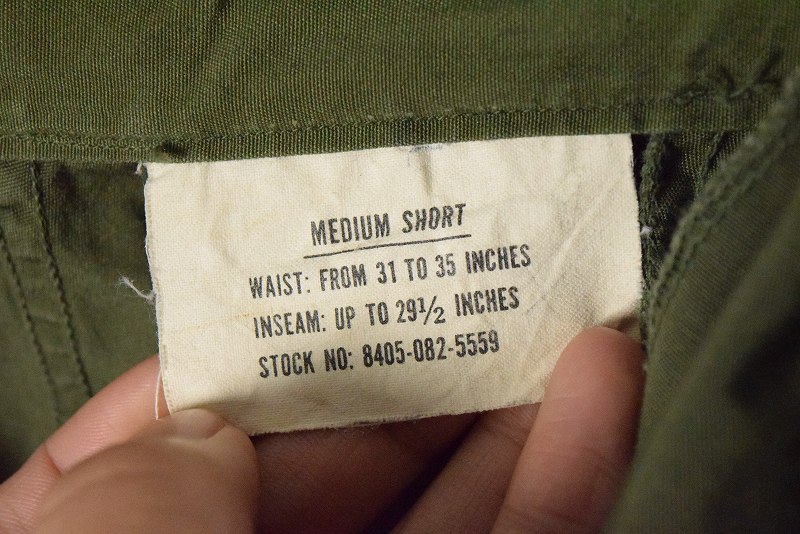 MEDIUM SHORT
WAIST: FROM 31 TO 35 INCHES
INSEAM: UP TO 29½ INCHES
STOCK NO: 8405-082-5559